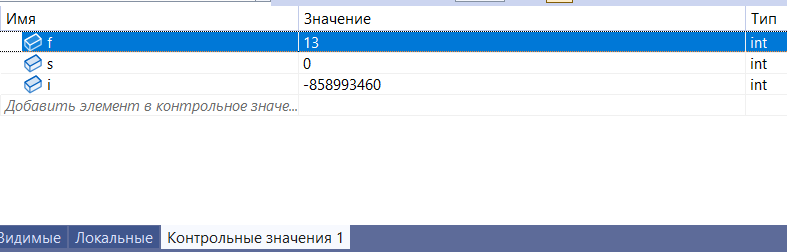 Имя Значение Тип
f 13 int
s 0 int
i -858993460 int
Добавить элемент в контрольное значе...
Видимые Локальные Контрольные значения 1